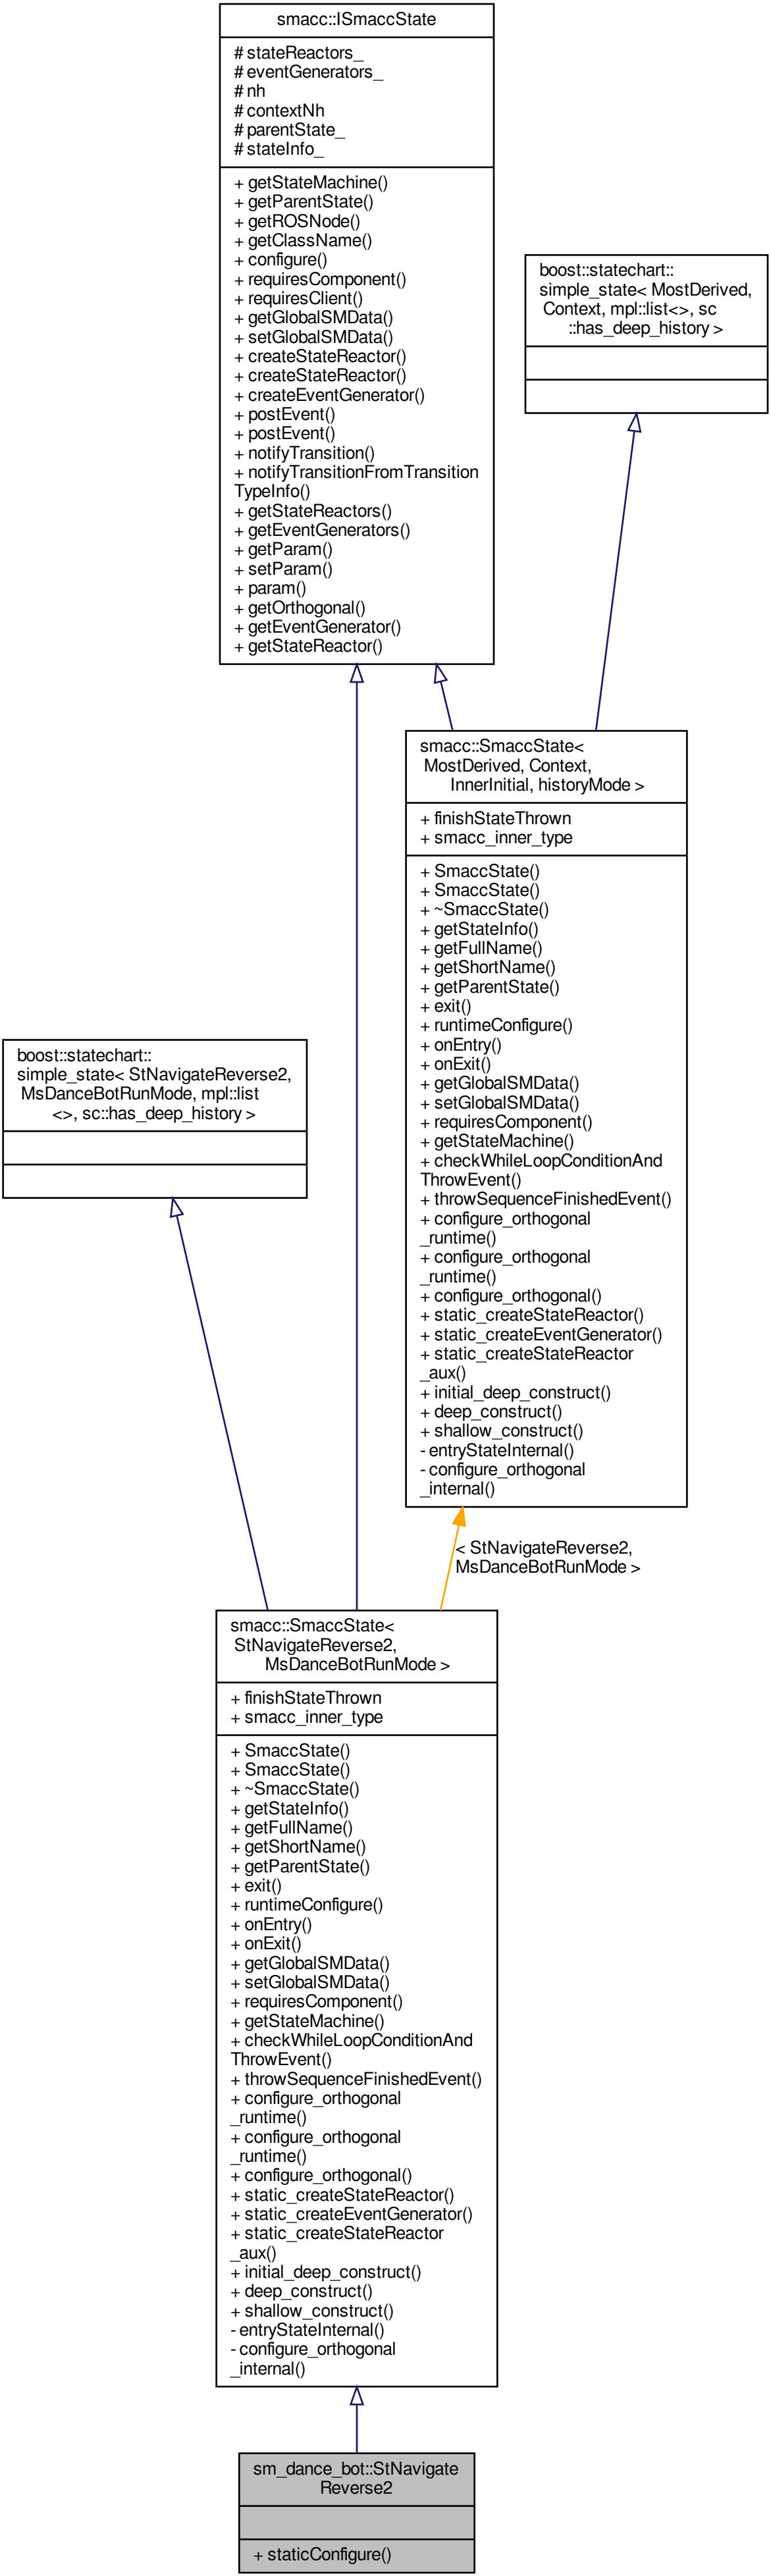 smacc::ISmaccState
# stateReactors_
# eventGenerators_
# nh
# contextNh
# parentState_
# stateInfo_
+ getStateMachine()
+ getParentState()
+ getROSNode()
+ getClassName()
+ configure()
+ requiresComponent()
+ requiresClient()
+ getGlobalSMData()
+ setGlobalSMData()
+ createStateReactor()
+ createStateReactor()
+ createEventGenerator()
+ postEvent()
+ postEvent()
+ notifyTransition()
+ notifyTransitionFromTransition
TypeInfo()
+ getStateReactors()
+ getEventGenerators()
+ getParam()
+ setParam()
+ param()
+ getOrthogonal()
+ getEventGenerator()
+ getStateReactor()
boost::statechart::
simple_state< MostDerived,
Context, mpl::list<>, sc
::has_deep_history >
smacc::SmaccState<
MostDerived, Context,
InnerInitial, historyMode >
+ finishStateThrown
+ smacc_inner_type
+ SmaccState()
+ SmaccState()
+ ~SmaccState()
+ getStateInfo()
+ getFullName()
+ getShortName()
+ getParentState()
+ exit()
+ runtimeConfigure()
+ onEntry()
+ onExit()
+ getGlobalSMData()
+ setGlobalSMData()
+ requiresComponent()
+ getStateMachine()
+ checkWhileLoopConditionAnd
ThrowEvent()
+ throwSequenceFinishedEvent()
+ configure_orthogonal
_runtime()
+ configure_orthogonal
_runtime()
+ configure_orthogonal()
+ static_createStateReactor()
+ static_createEventGenerator()
+ static_createStateReactor
_aux()
+ initial_deep_construct()
+ deep_construct()
+ shallow_construct()
- entryStateInternal()
- configure_orthogonal
_internal()
boost::statechart::
simple_state< StNavigateReverse2,
MsDanceBotRunMode, mpl::list
<>, sc::has_deep_history >
< StNavigateReverse2,
MsDanceBotRunMode >
smacc::SmaccState<
StNavigateReverse2,
MsDanceBotRunMode >
+ finishStateThrown
+ smacc_inner_type
+ SmaccState()
+ SmaccState()
+ ~SmaccState()
+ getStateInfo()
+ getFullName()
+ getShortName()
+ getParentState()
+ exit()
+ runtimeConfigure()
+ onEntry()
+ onExit()
+ getGlobalSMData()
+ setGlobalSMData()
+ requiresComponent()
+ getStateMachine()
+ checkWhileLoopConditionAnd
ThrowEvent()
+ throwSequenceFinishedEvent()
+ configure_orthogonal
_runtime()
+ configure_orthogonal
_runtime()
+ configure_orthogonal()
+ static_createStateReactor()
+ static_createEventGenerator()
+ static_createStateReactor
_aux()
+ initial_deep_construct()
+ deep_construct()
+ shallow_construct()
- entryStateInternal()
- configure_orthogonal
_internal()
sm_dance_bot::StNavigate
Reverse2
+ staticConfigure()